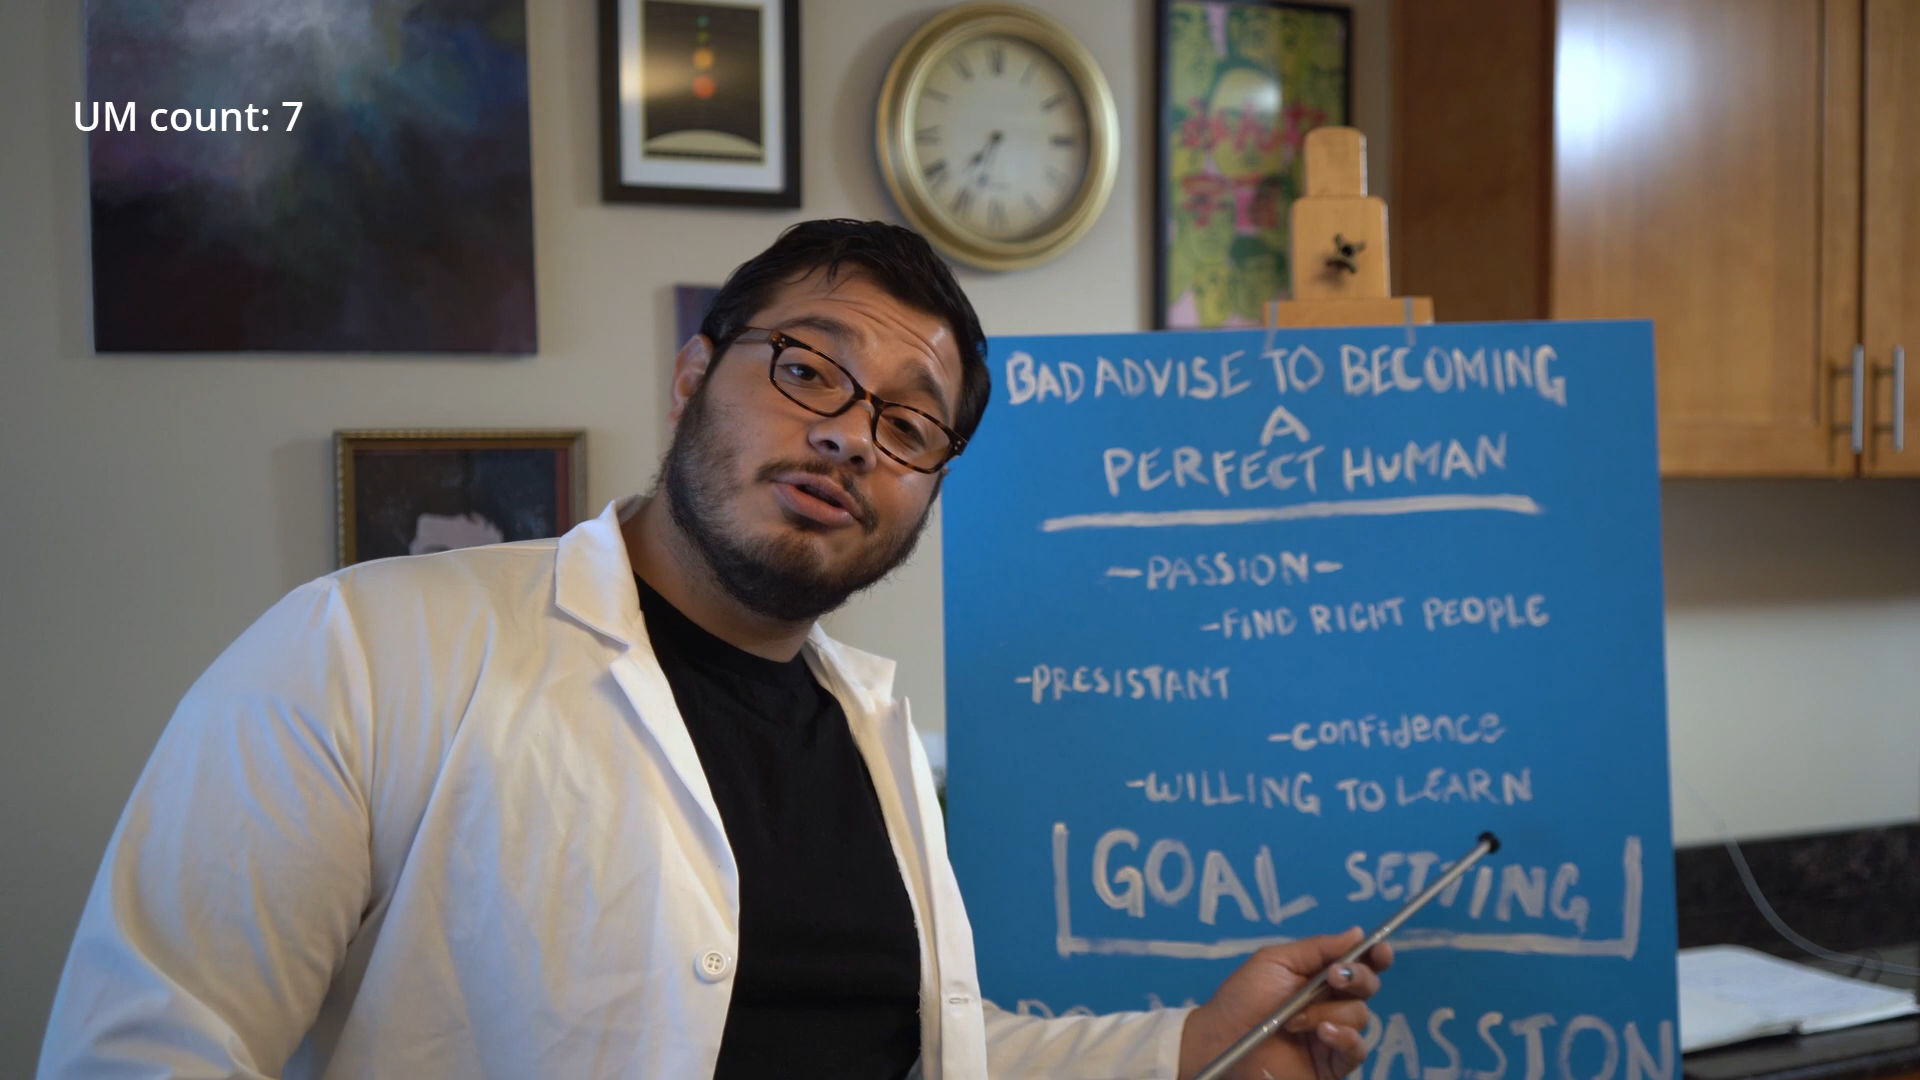 UM count: 7
BAD ADVISE TO BECOMING
A
PERFECT HUMAN
-PASSION-
-FIND RIGHT PEOPLE
-PRESISTANT
-confidence
-WILLING TO LEARN
GOAL SETTING
PASSION